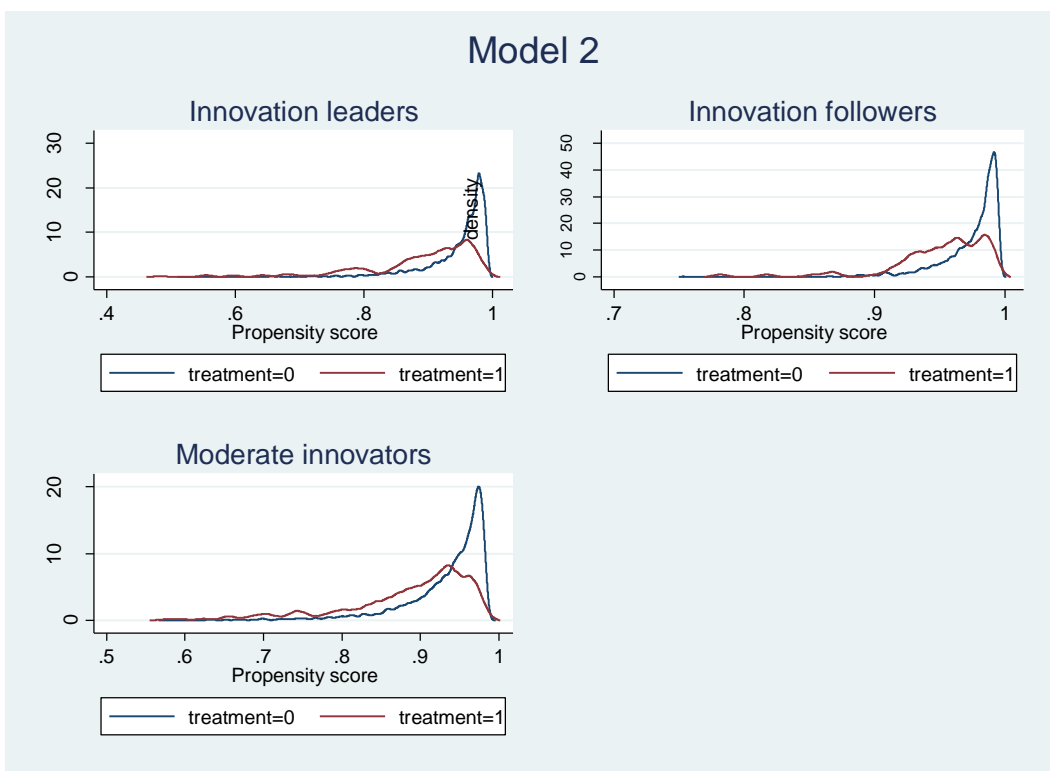 Model 2
Innovation leaders
30
20
10
0
density
.4 .6 .8 1
Propensity score
treatment=0 treatment=1
Innovation followers
50
40
30
20
10
0
.7 .8 .9 1
Propensity score
treatment=0 treatment=1
Moderate innovators
20
10
0
.5 .6 .7 .8 .9 1
Propensity score
treatment=0 treatment=1